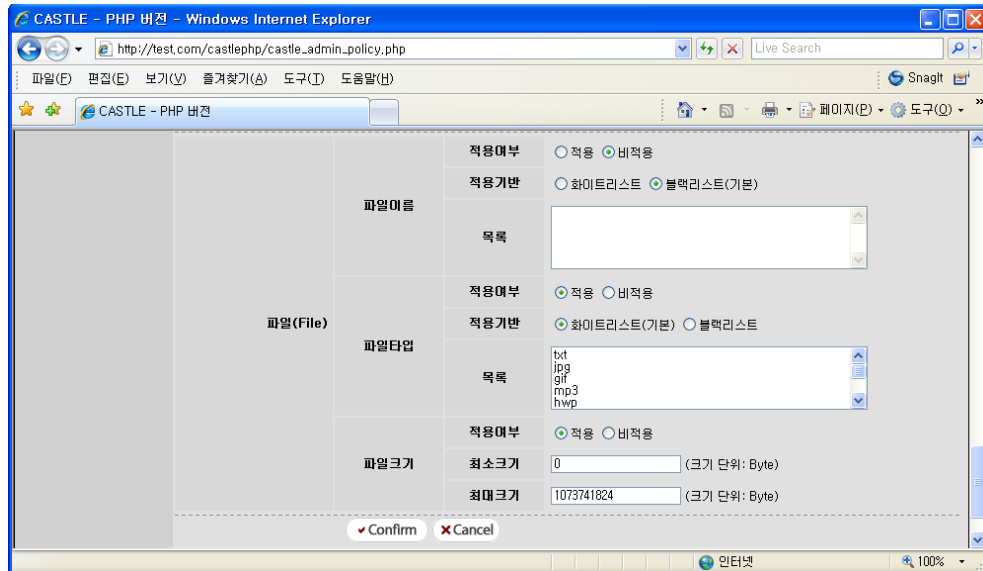 CASTLE - PHP 버전 - Windows Internet Explorer
http://test.com/castlephp/castle_admin_policy.php
Live Search
파일(F) 편집(E) 보기(V) 즐겨찾기(A) 도구(T) 도움말(H)
SnagIt
CASTLE - PHP 버전
페이지(P)
도구(O)
»
적용여부
적용 비적용
적용기반
화이트리스트 블랙리스트(기본)
파일이름
목록
적용여부
적용 비적용
파일(File)
적용기반
화이트리스트(기본) 블랙리스트
파일타입
목록
txt
jpg
gif
mp3
hwp
적용여부
적용 비적용
파일크기
최소크기
0 (크기 단위: Byte)
최대크기
1073741824 (크기 단위: Byte)
Confirm Cancel
인터넷
100%